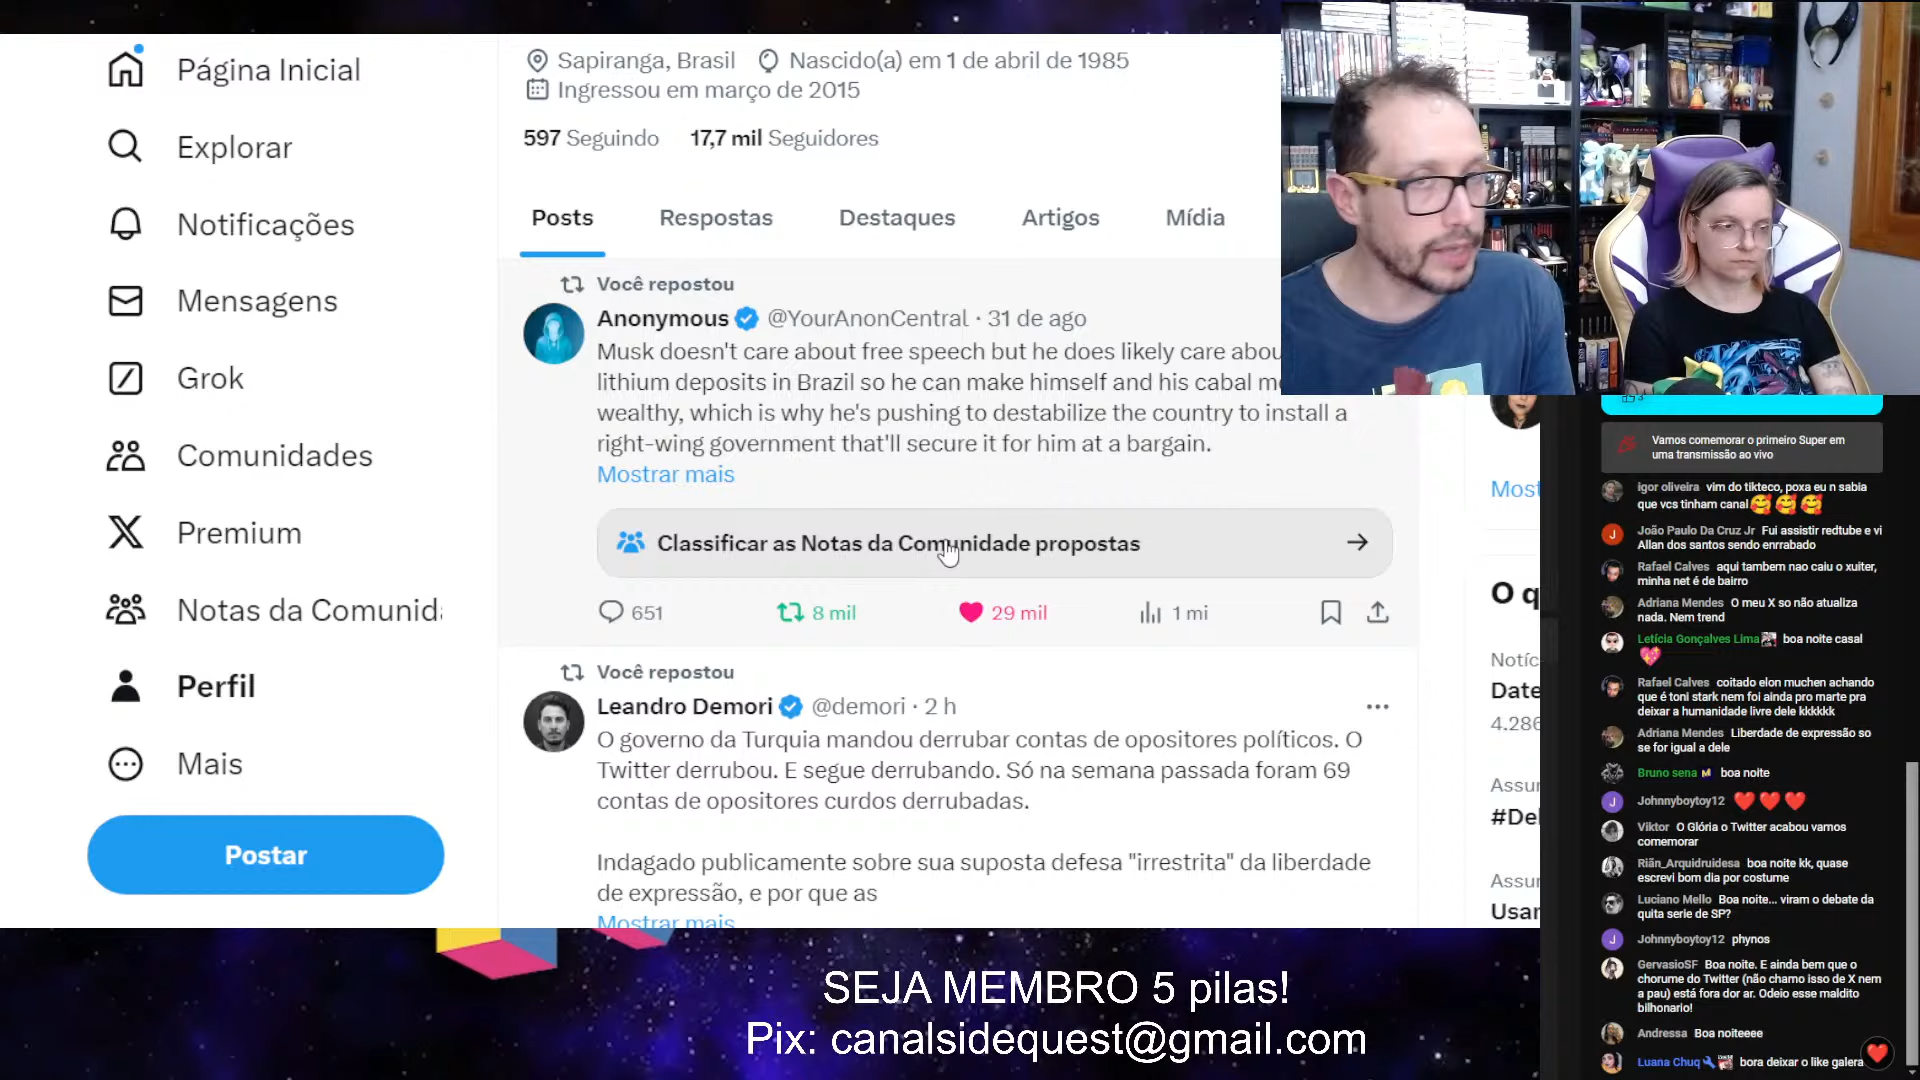 Página Inicial
Explorar
Notificações
Mensagens
Grok
Comunidades
Premium
Notas da Comunid
Perfil
Mais
Postar
Sapiranga, Brasil Nascido(a) em 1 de abril de 1985
Ingressou em março de 2015
597 Seguindo 17,7 mil Seguidores
Posts Respostas Destaques Artigos Mídia
Você repostou
Anonymous @YourAnonCentral · 31 de ago
Musk doesn't care about free speech but he does likely care abou
lithium deposits in Brazil so he can make himself and his cabal m
wealthy, which is why he's pushing to destabilize the country to install a
right-wing government that'll secure it for him at a bargain.
Mostrar mais
Classificar as Notas da Comunidade propostas
651 8 mil 29 mil 1 mi
Você repostou
Leandro Demori @demori · 2 h
O governo da Turquia mandou derrubar contas de opositores políticos. O
Twitter derrubou. E segue derrubando. Só na semana passada foram 69
contas de opositores curdos derrubadas.
Indagado publicamente sobre sua suposta defesa "irrestrita" da liberdade
de expressão, e por que as
Mostrar mais
Most
O q
Notíc
Date
4.286
Assur
#Del
Assur
Usar
Vamos comemorar o primeiro Super em
uma transmissão ao vivo
igor oliveira vim do tikteco, poxa eu n sabia
que vcs tinham canal🥰🥰🥰
João Paulo Da Cruz Jr Fui assistir redtube e vi
Allan dos santos sendo enrrabado
Rafael Calves aqui tambem nao caiu o xuiter,
minha net é de bairro
Adriana Mendes O meu X so não atualiza
nada. Nem trend
Letícia Gonçalves Lima boa noite casal
💖
Rafael Calves coitado elon muchen achando
que é toni stark nem foi ainda pro marte pra
deixar a humanidade livre dele kkkkkk
Adriana Mendes Liberdade de expressão so
se for igual a dele
Bruno sena boa noite
Johnnyboytoy12 ❤️❤️❤️
Viktor O Glória o Twitter acabou vamos
comemorar
Riãn_Arquidruidesa boa noite kk, quase
escrevi bom dia por costume
Luciano Mello Boa noite... viram o debate da
quita serie de SP?
Johnnyboytoy12 phynos
GervasioSF Boa noite. E ainda bem que o
chorume do Twitter (não chamo isso de X nem
a pau) está fora dor ar. Odeio esse maldito
bilhonario!
Andressa Boa noiteeee
Luana Chuq bora deixar o like galera
SEJA MEMBRO 5 pilas!
Pix: canalsidequest@gmail.com